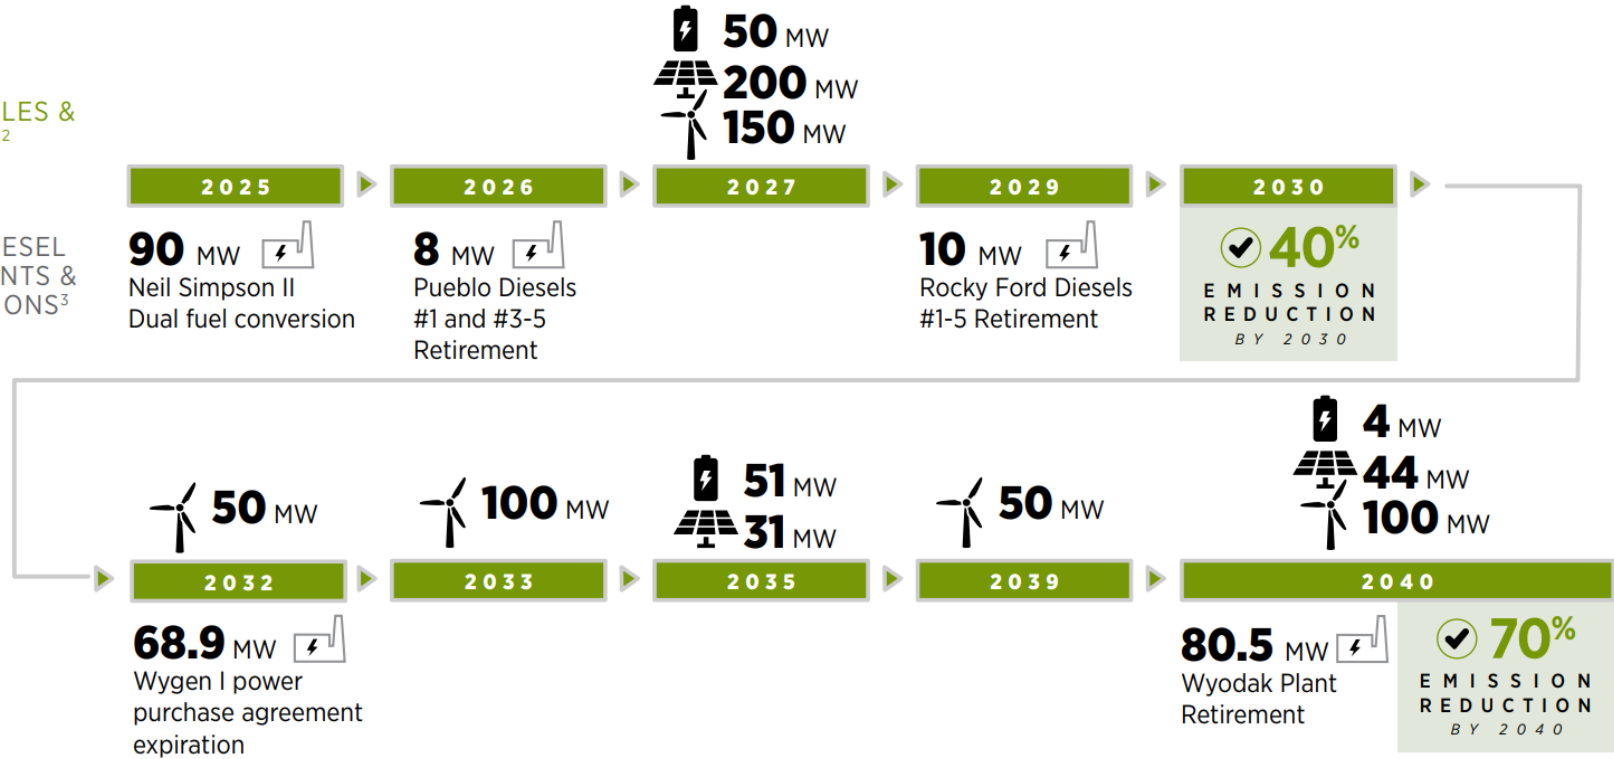 50 MW
200 MW
150 MW
LES &
2
2025
2026
2027
2029
2030
ESEL
NTS &
ONS3
90 MW
Neil Simpson II
Dual fuel conversion
8 MW
Pueblo Diesels
#1 and #3-5
Retirement
10 MW
Rocky Ford Diesels
#1-5 Retirement
40%
EMISSION
REDUCTION
BY 2030
50 MW
100 MW
51 MW
31 MW
50 MW
4 MW
44 MW
100 MW
2032
2033
2035
2039
2040
68.9 MW
Wygen I power
purchase agreement
expiration
80.5 MW
Wyodak Plant
Retirement
70%
EMISSION
REDUCTION
BY 2040